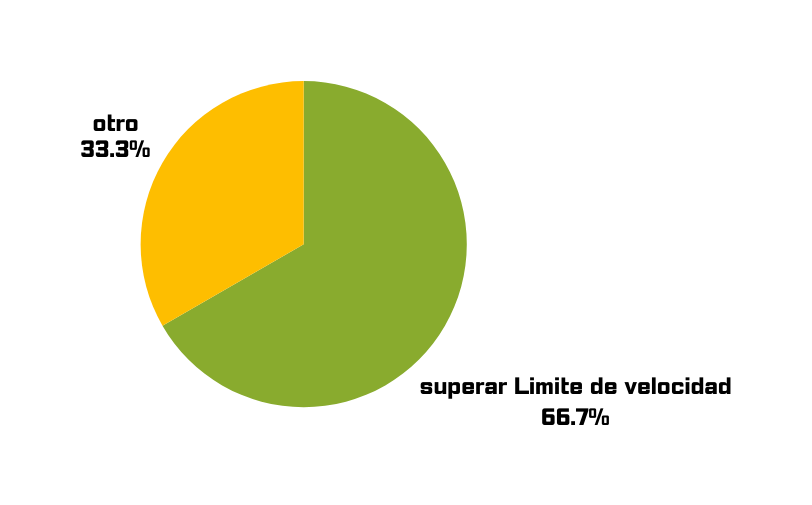 otro
33.3%
superar Limite de velocidad
66.7%